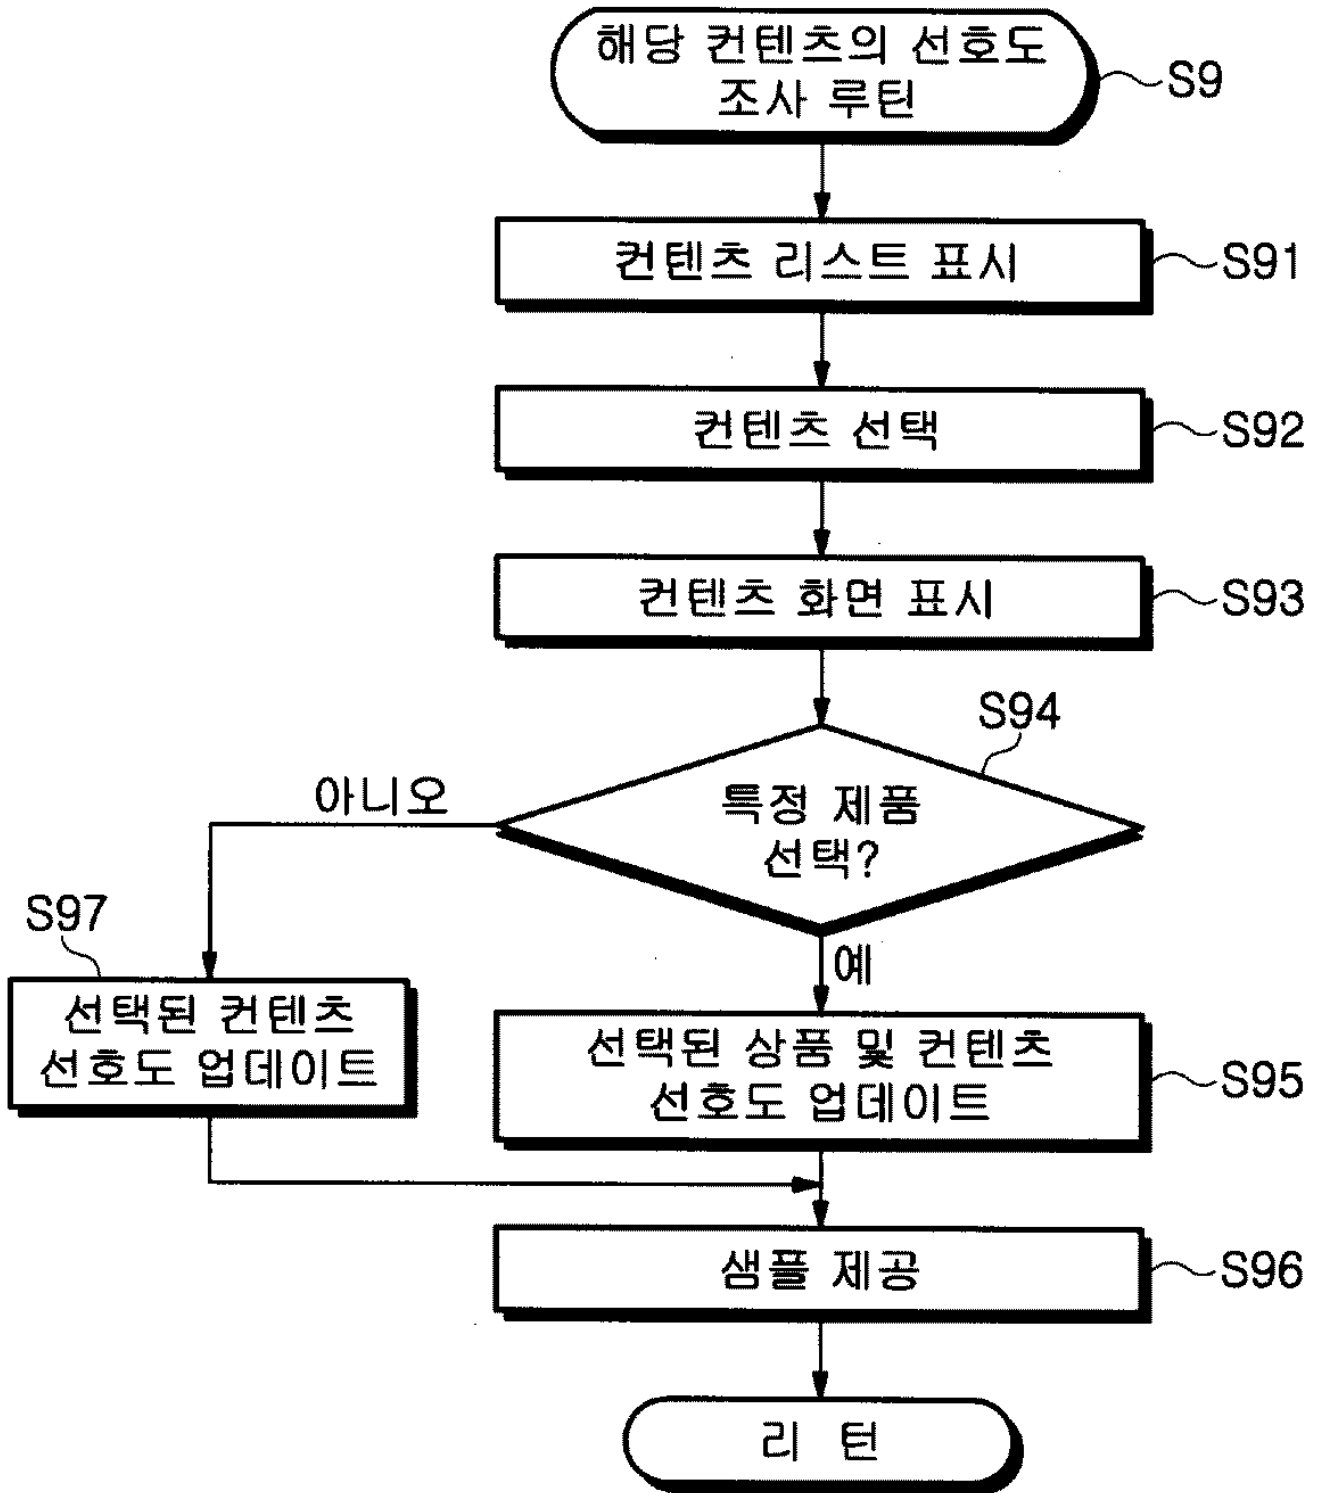 해당 컨텐츠의 선호도
조사 루틴
S9
컨텐츠 리스트 표시
S91
컨텐츠 선택
S92
컨텐츠 화면 표시
S93
S94
특정 제품
선택?
아니오
예
S97
선택된 컨텐츠
선호도 업데이트
선택된 상품 및 컨텐츠
선호도 업데이트
S95
샘플 제공
S96
리 턴